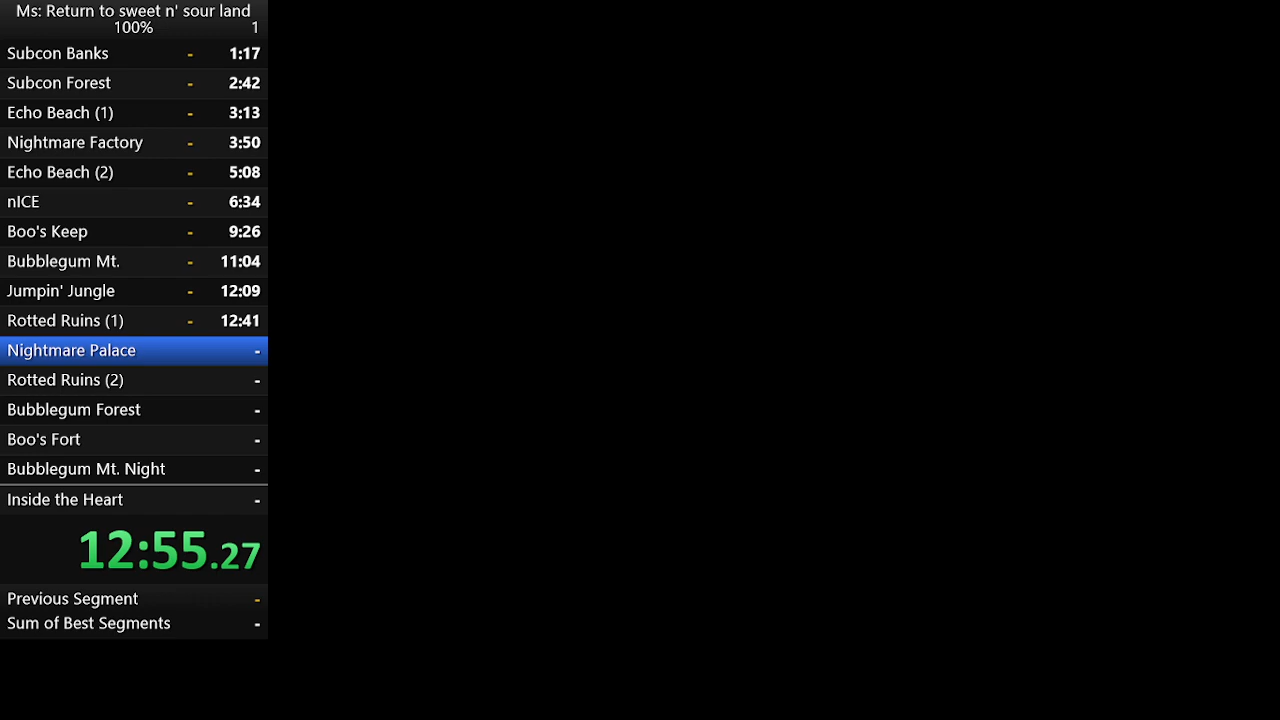 Ms: Return to sweet n' sour land
100% 1
Subcon Banks - 1:17
Subcon Forest - 2:42
Echo Beach (1) - 3:13
Nightmare Factory - 3:50
Echo Beach (2) - 5:08
nICE - 6:34
Boo's Keep - 9:26
Bubblegum Mt. - 11:04
Jumpin' Jungle - 12:09
Rotted Ruins (1) - 12:41
Nightmare Palace -
Rotted Ruins (2) -
Bubblegum Forest -
Boo's Fort -
Bubblegum Mt. Night -
Inside the Heart -
12:55.27
Previous Segment -
Sum of Best Segments -